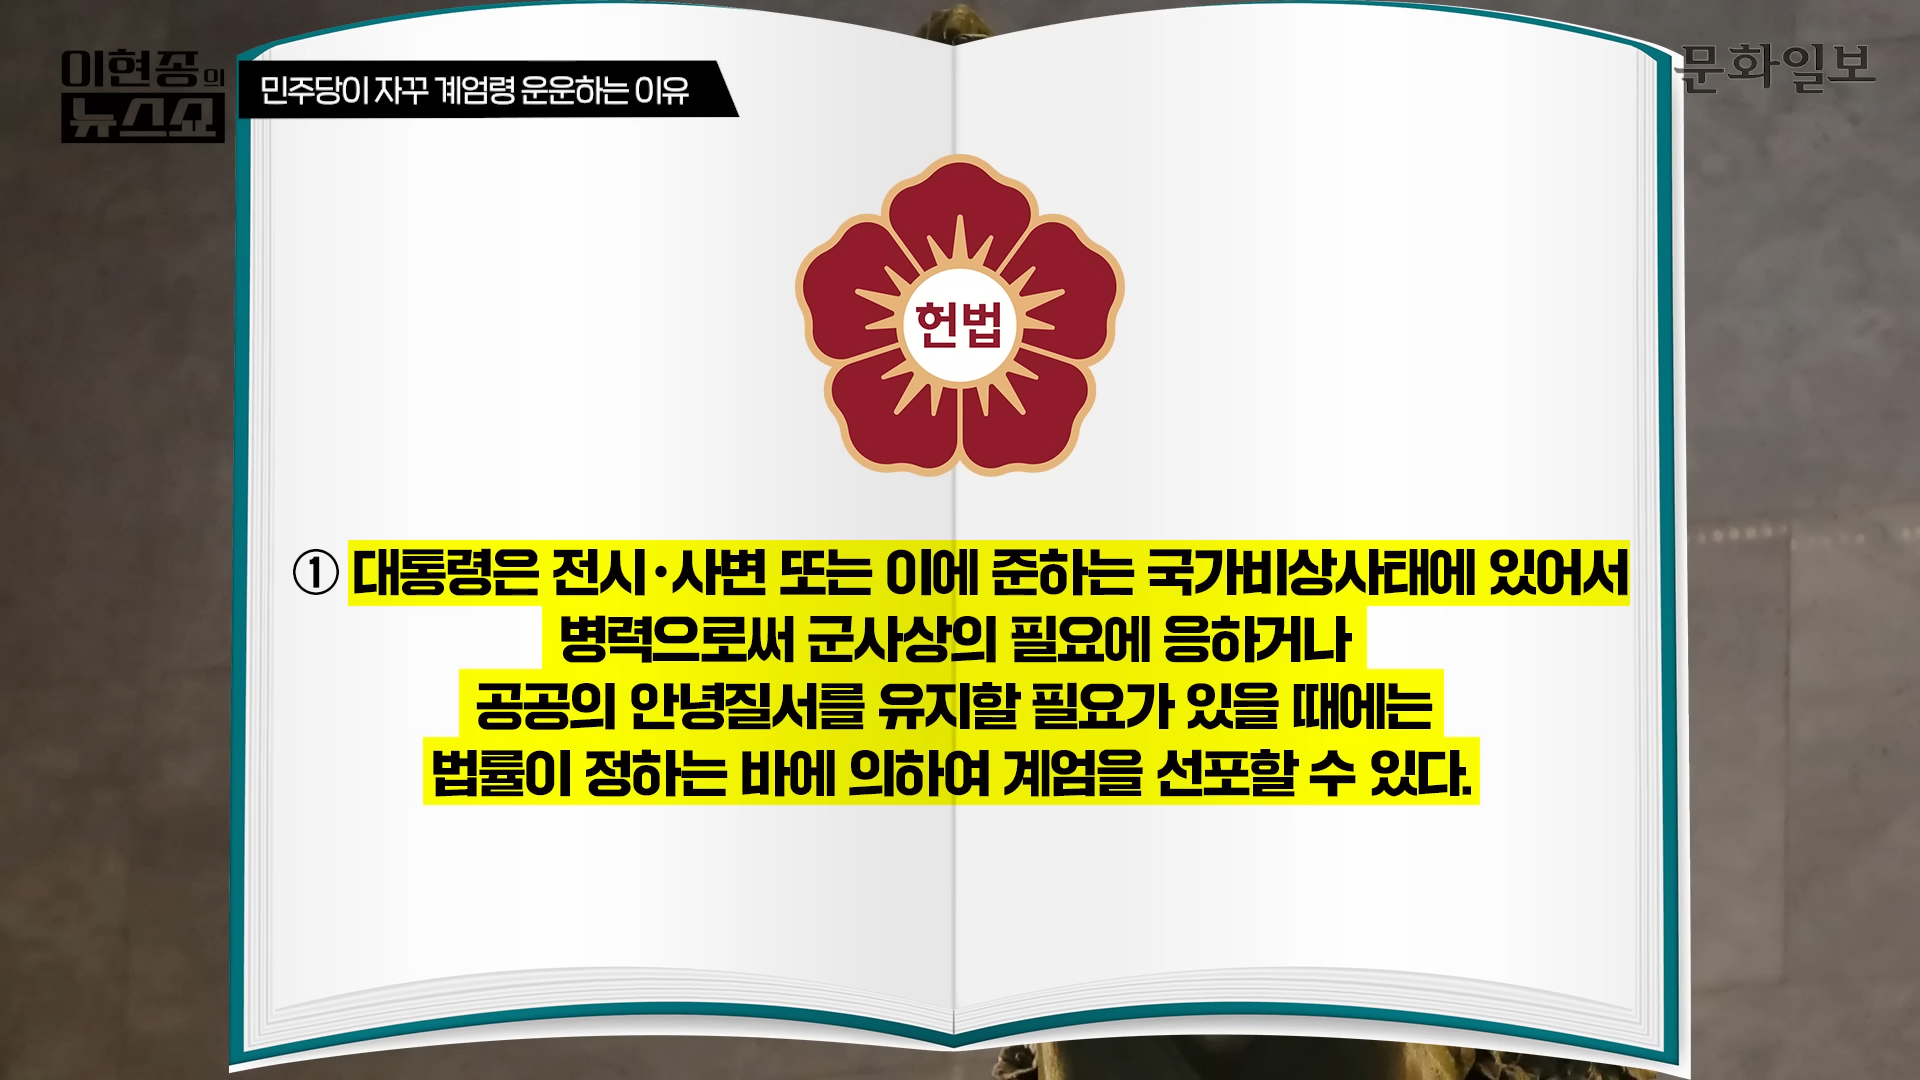 이현종의
뉴스쇼
민주당이 자꾸 계엄령 운운하는 이유
문화일보
헌법
① 대통령은 전시·사변 또는 이에 준하는 국가비상사태에 있어서
병력으로써 군사상의 필요에 응하거나
공공의 안녕질서를 유지할 필요가 있을 때에는
법률이 정하는 바에 의하여 계엄을 선포할 수 있다.